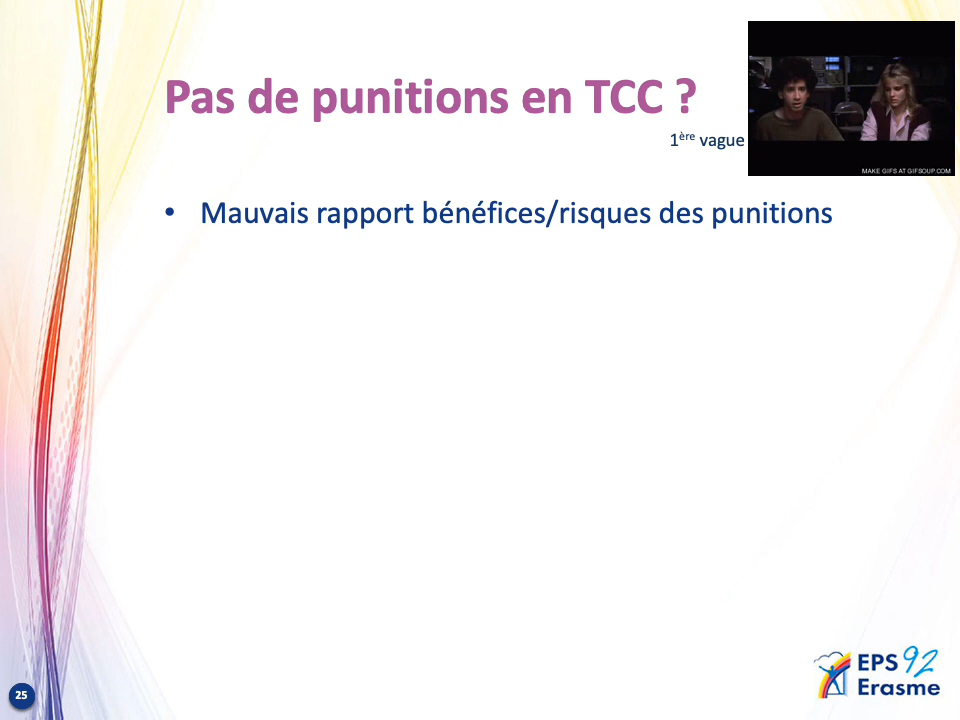 Pas de punitions en TCC ?
1ère vague
MAKE GIFS AT GIFSOUP.COM
• Mauvais rapport bénéfices/risques des punitions
25
EPS 92
Erasme